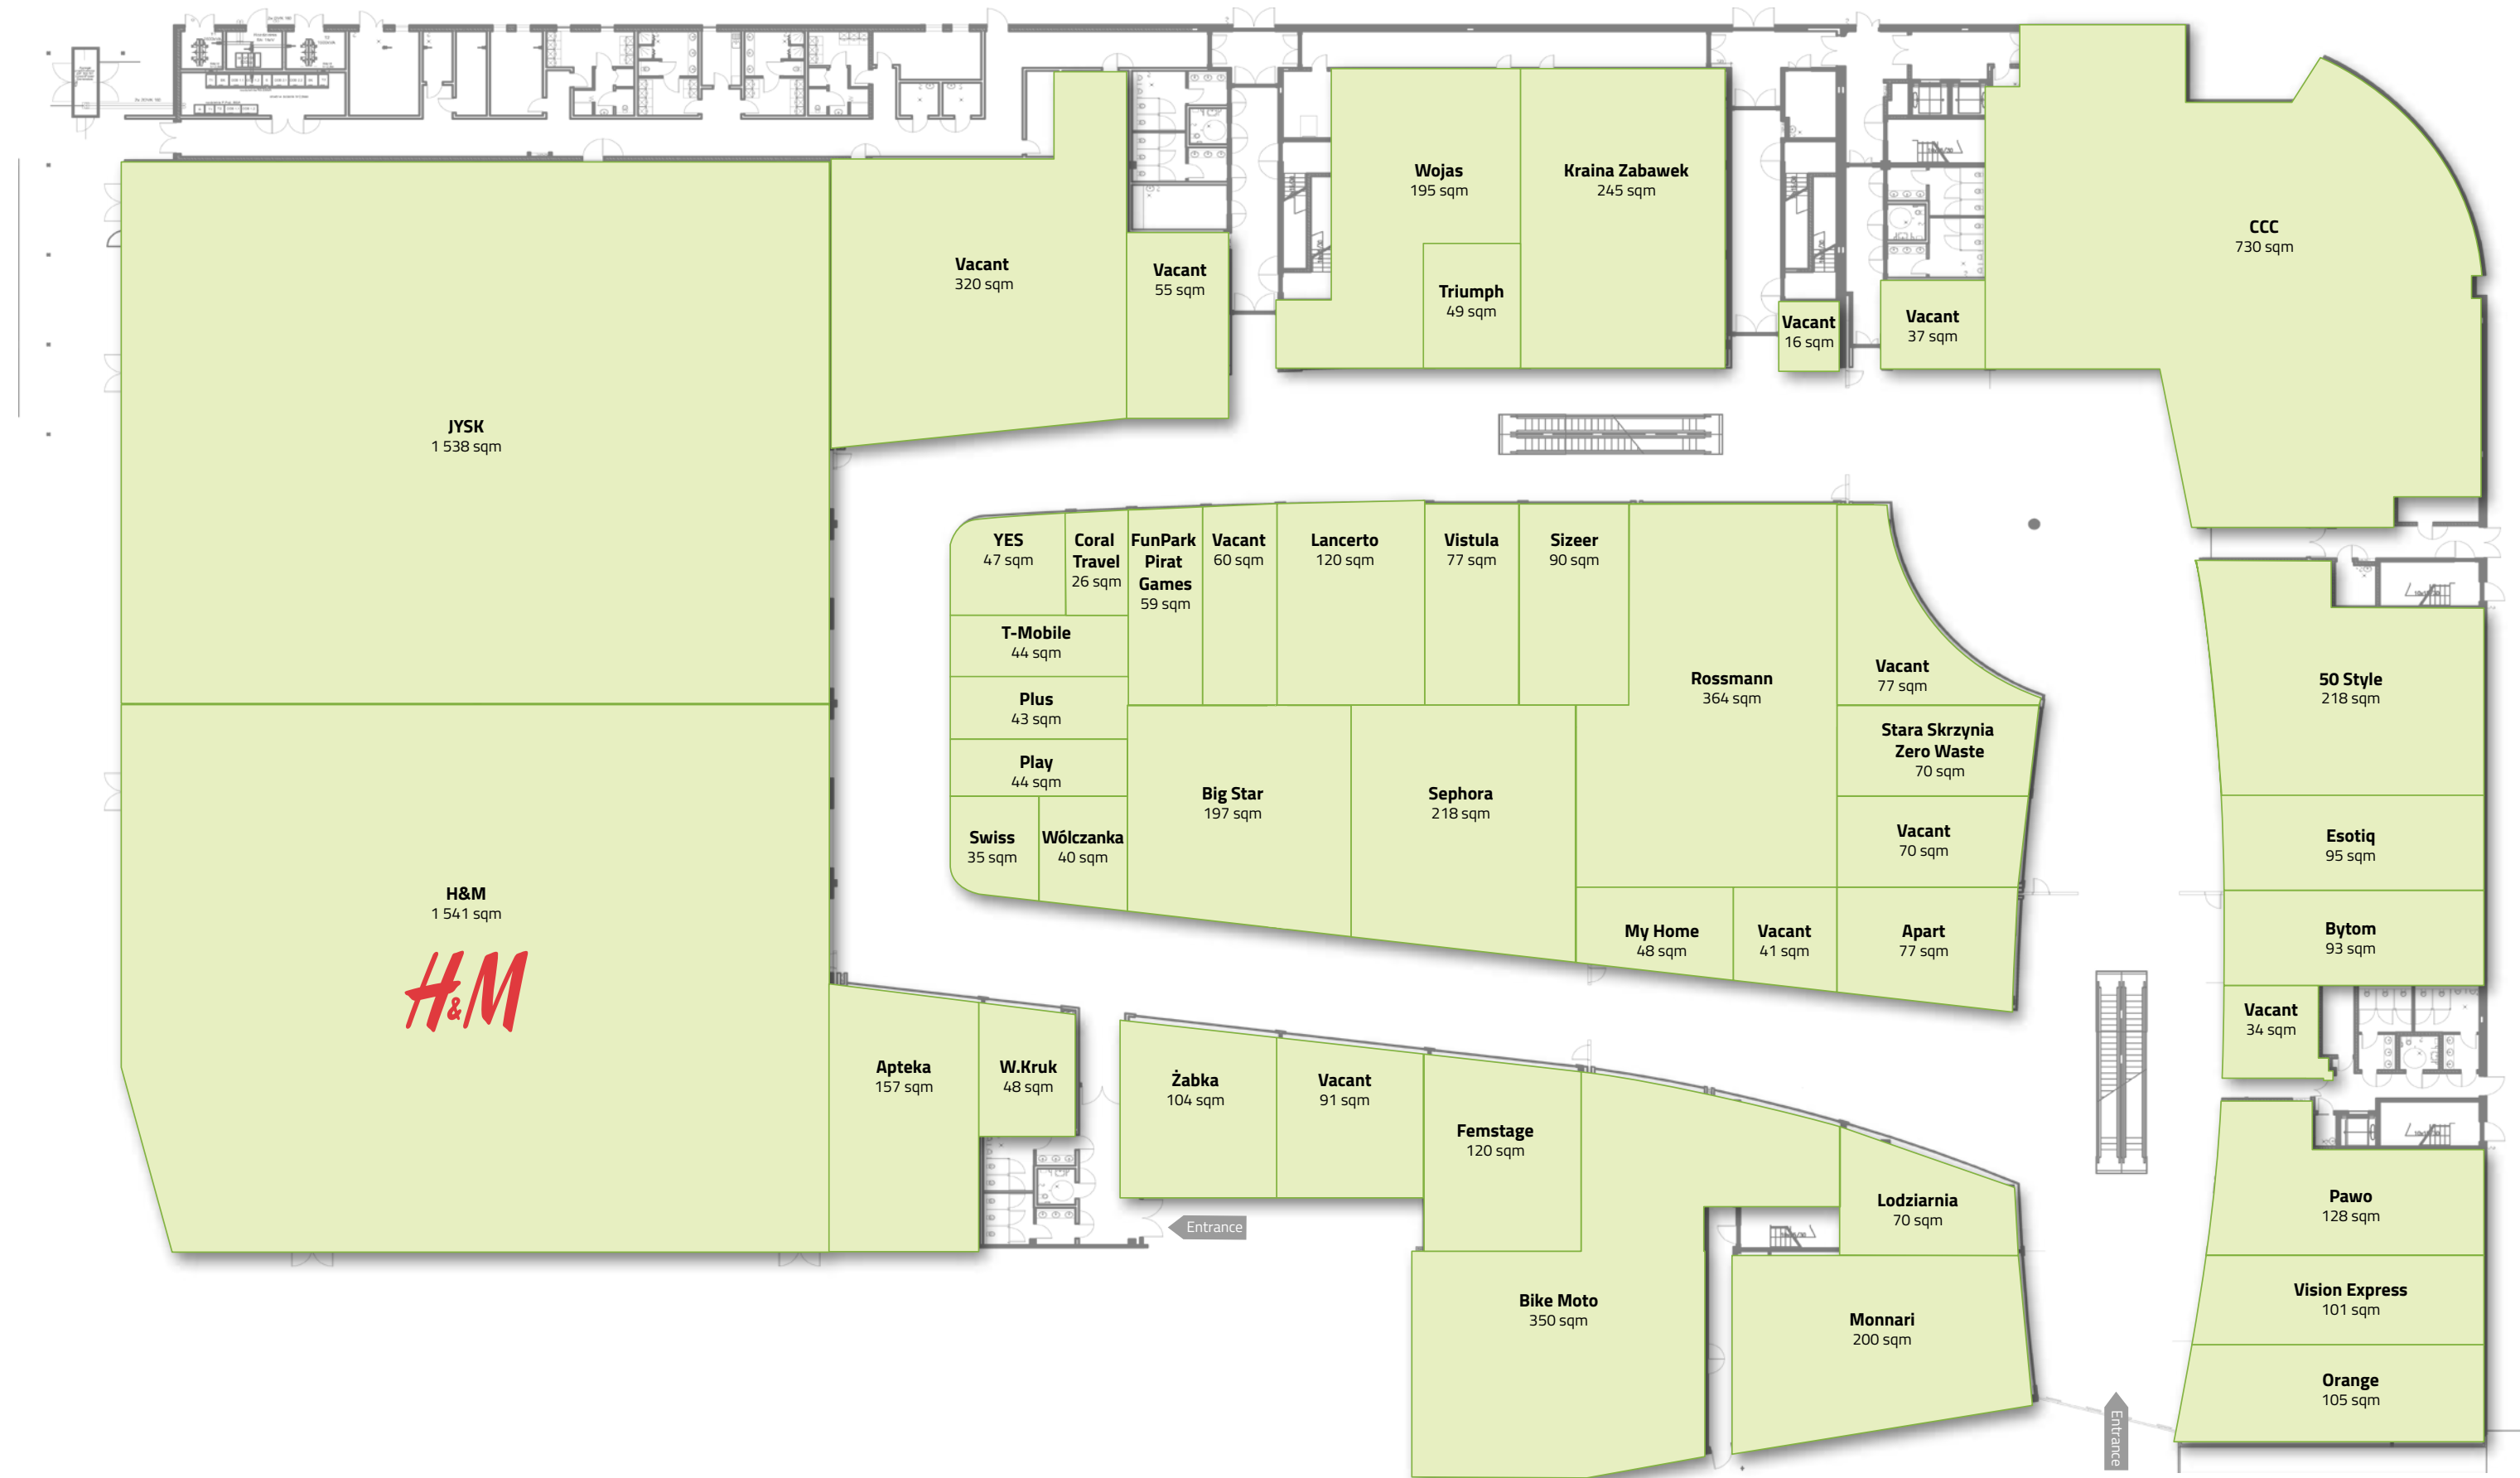 Wojas
195 sqm
Kraina Zabawek
245 sqm
CCC
730 sqm
Vacant
320 sqm
Vacant
55 sqm
Triumph
49 sqm
Vacant
16 sqm
Vacant
37 sqm
JYSK
1 538 sqm
YES
47 sqm
Coral
Travel
26 sqm
FunPark
Pirat
Games
59 sqm
Vacant
60 sqm
Lancerto
120 sqm
Vistula
77 sqm
Sizeer
90 sqm
T-Mobile
44 sqm
Rossmann
364 sqm
Vacant
77 sqm
50 Style
218 sqm
Plus
43 sqm
Stara Skrzynia
Zero Waste
70 sqm
Play
44 sqm
Big Star
197 sqm
Sephora
218 sqm
Swiss
35 sqm
Wólczanka
40 sqm
Vacant
70 sqm
Esotiq
95 sqm
H&M
1 541 sqm
H&M
My Home
48 sqm
Vacant
41 sqm
Apart
77 sqm
Bytom
93 sqm
Vacant
34 sqm
Apteka
157 sqm
W.Kruk
48 sqm
Żabka
104 sqm
Vacant
91 sqm
Femstage
120 sqm
Lodziarnia
70 sqm
Pawo
128 sqm
Entrance
Bike Moto
350 sqm
Monnari
200 sqm
Vision Express
101 sqm
Orange
105 sqm
Entrance